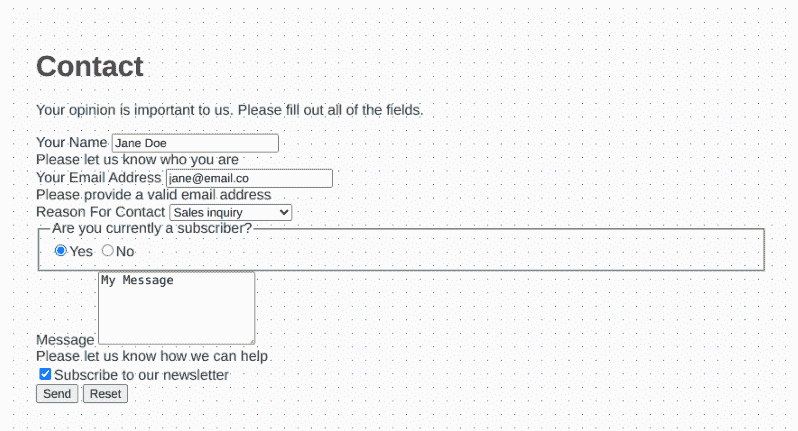 Contact
Your opinion is important to us. Please fill out all of the fields.
Your Name Jane Doe
Please let us know who you are
Your Email Address jane@email.co
Please provide a valid email address
Reason For Contact Sales inquiry
Are you currently a subscriber?
Yes No
My Message
Message
Please let us know how we can help
Subscribe to our newsletter
Send Reset